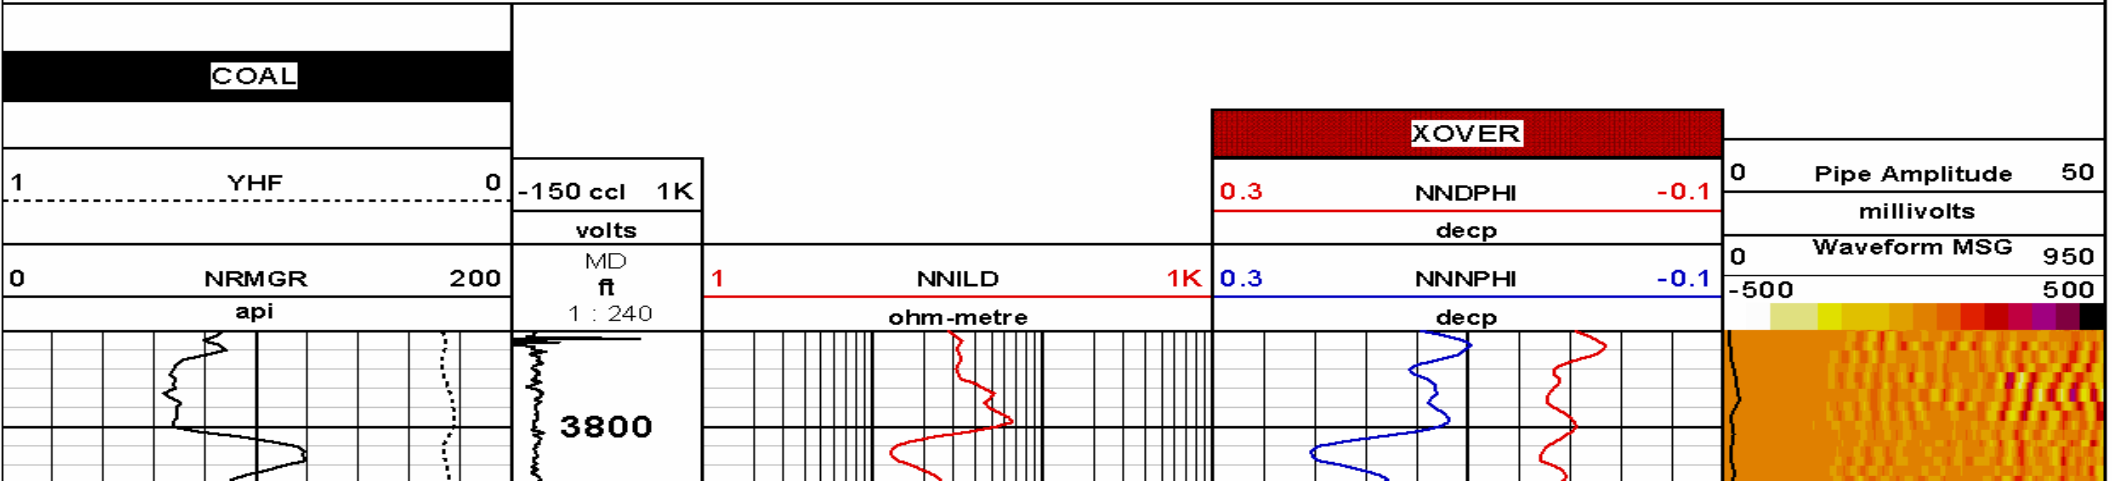 COAL
XOVER
1 YHF 0
-150 ccl 1K
0.3 NNDPHI -0.1
0 Pipe Amplitude 50
volts
decp
millivolts
0 NRMGR 200
MD
ft
1 : 240
1 NNILD 1K
0.3 NNNPHI -0.1
0 Waveform MSG 950
-500 500
api
ohm-metre
decp
3800